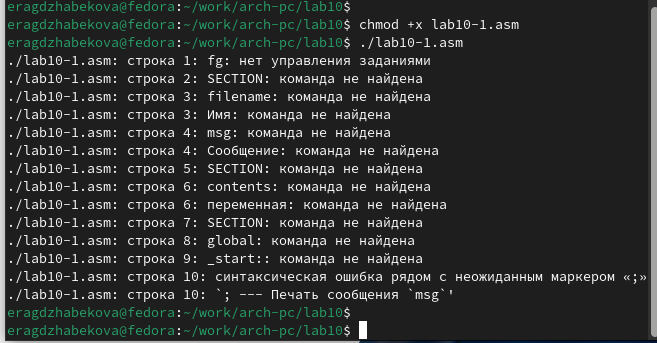 eragdzhabekova@fedora:~/work/arch-pc/lab10$
eragdzhabekova@fedora:~/work/arch-pc/lab10$ chmod +x lab10-1.asm
eragdzhabekova@fedora:~/work/arch-pc/lab10$ ./lab10-1.asm
./lab10-1.asm: строка 1: fg: нет управления заданиями
./lab10-1.asm: строка 2: SECTION: команда не найдена
./lab10-1.asm: строка 3: filename: команда не найдена
./lab10-1.asm: строка 3: Имя: команда не найдена
./lab10-1.asm: строка 4: msg: команда не найдена
./lab10-1.asm: строка 4: Сообщение: команда не найдена
./lab10-1.asm: строка 5: SECTION: команда не найдена
./lab10-1.asm: строка 6: contents: команда не найдена
./lab10-1.asm: строка 6: переменная: команда не найдена
./lab10-1.asm: строка 7: SECTION: команда не найдена
./lab10-1.asm: строка 8: global: команда не найдена
./lab10-1.asm: строка 9: _start:: команда не найдена
./lab10-1.asm: строка 10: синтаксическая ошибка рядом с неожиданным маркером «;»
./lab10-1.asm: строка 10: `; --- Печать сообщения `msg`'
eragdzhabekova@fedora:~/work/arch-pc/lab10$
eragdzhabekova@fedora:~/work/arch-pc/lab10$